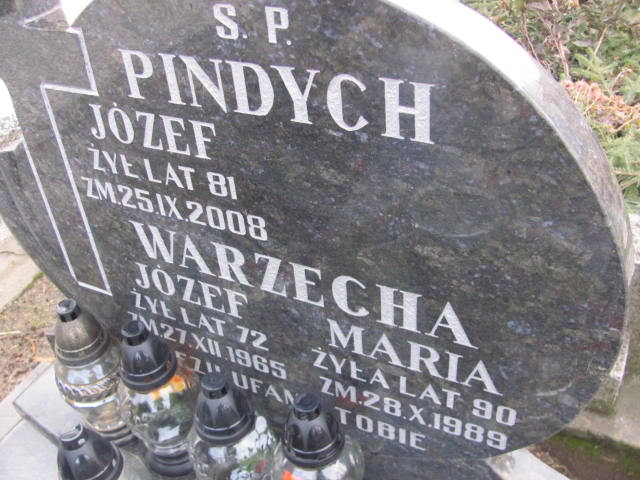 S. P.
PINDYCH
JÓZEF
ŻYŁ LAT 81
ZM.25.IX.2008
WARZECHA
JÓZEF
ŻYŁ LAT 72
ZM.27.XII.1965
MARIA
ŻYŁA LAT 90
ZM.28.X.1989
UFAM TOBIE